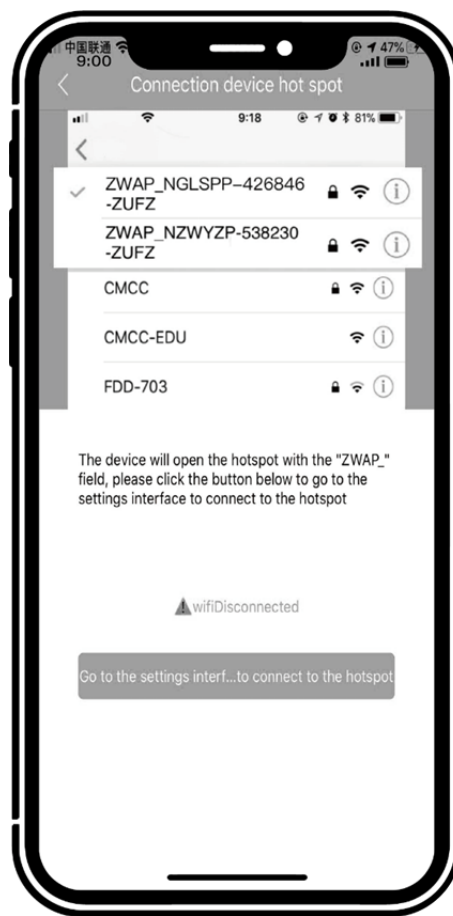 中国联通 47%
9:00
Connection device hot spot
9:18 81%
ZWAP_NGLSPP-426846
-ZUFZ
ZWAP_NZWYZP-538230
-ZUFZ
CMCC
CMCC-EDU
FDD-703
The device will open the hotspot with the "ZWAP_"
field, please click the button below to go to the
settings interface to connect to the hotspot
wifiDisconnected
Go to the settings interf...to connect to the hotspot